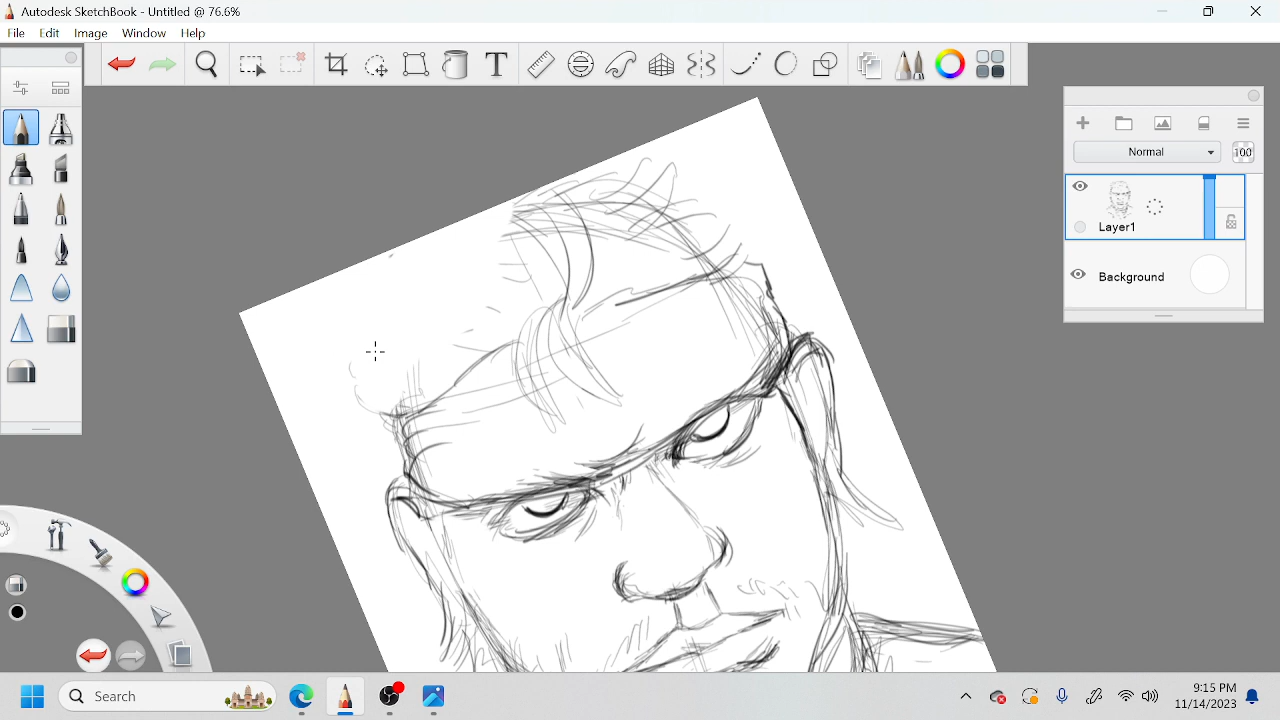 Autodesk SketchBook - Untitled @ 76.6%
File Edit Image Window Help
T
Normal 100
Layer1
Background
Search
9:15 PM
11/14/2023